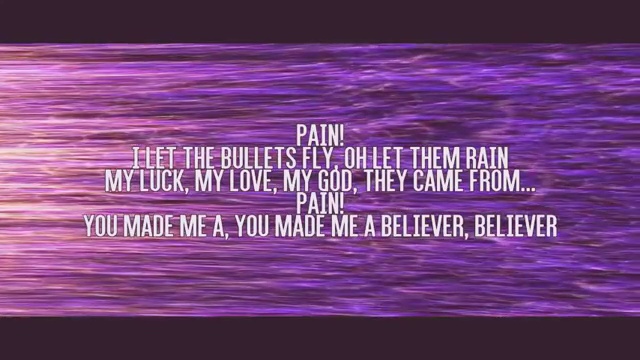 PAIN!
I LET THE BULLETS FLY, OH LET THEM RAIN
MY LUCK, MY LOVE, MY GOD, THEY CAME FROM...
PAIN!
YOU MADE ME A, YOU MADE ME A BELIEVER, BELIEVER